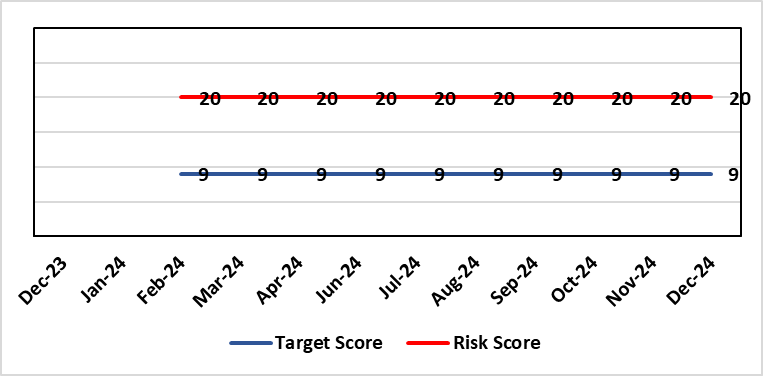 20 20 20 20 20 20 20 20 20 20
9 9 9 9 9 9 9 9 9 9
Dec-23 Jan-24 Feb-24 Mar-24 Apr-24 Jun-24 Jul-24 Aug-24 Sep-24 Oct-24 Nov-24 Dec-24
Target Score Risk Score